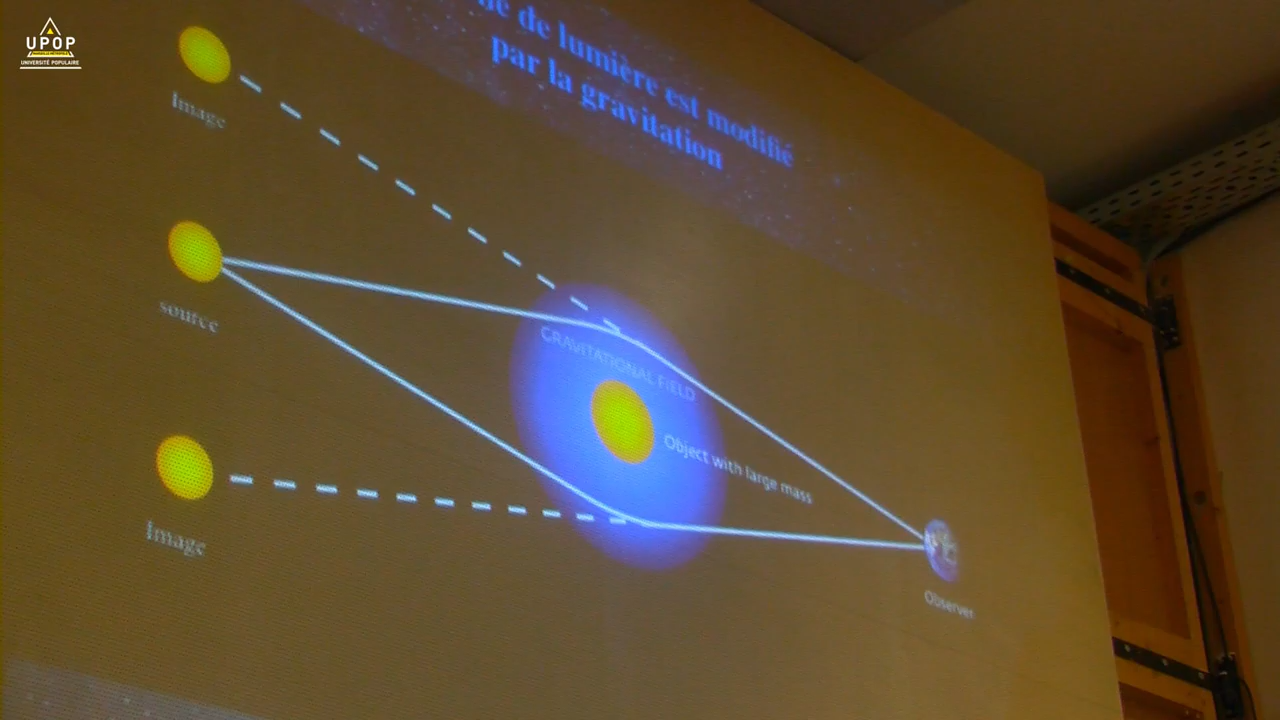 UPOP
UNIVERSITÉ POPULAIRE
de lumière est modifié
par la gravitation
Image
source
GRAVITATIONAL FIELD
Object with large mass
Image
Observer